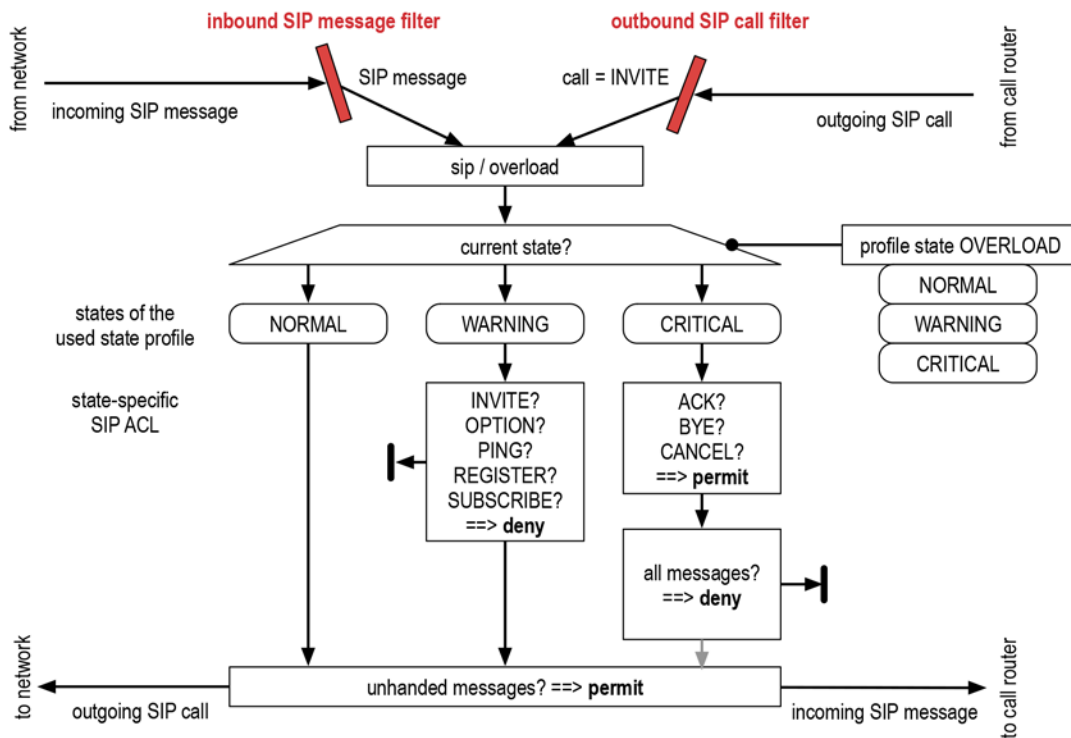 inbound SIP message filter
outbound SIP call filter
from network
SIP message
call = INVITE
from call router
incoming SIP message
outgoing SIP call
sip / overload
current state?
profile state OVERLOAD
NORMAL
WARNING
CRITICAL
states of the
used state profile
NORMAL
WARNING
CRITICAL
state-specific
SIP ACL
INVITE?
OPTION?
PING?
REGISTER?
SUBSCRIBE?
==> deny
ACK?
BYE?
CANCEL?
==> permit
all messages?
==> deny
to network
unhanded messages? ==> permit
to call router
outgoing SIP call
incoming SIP message